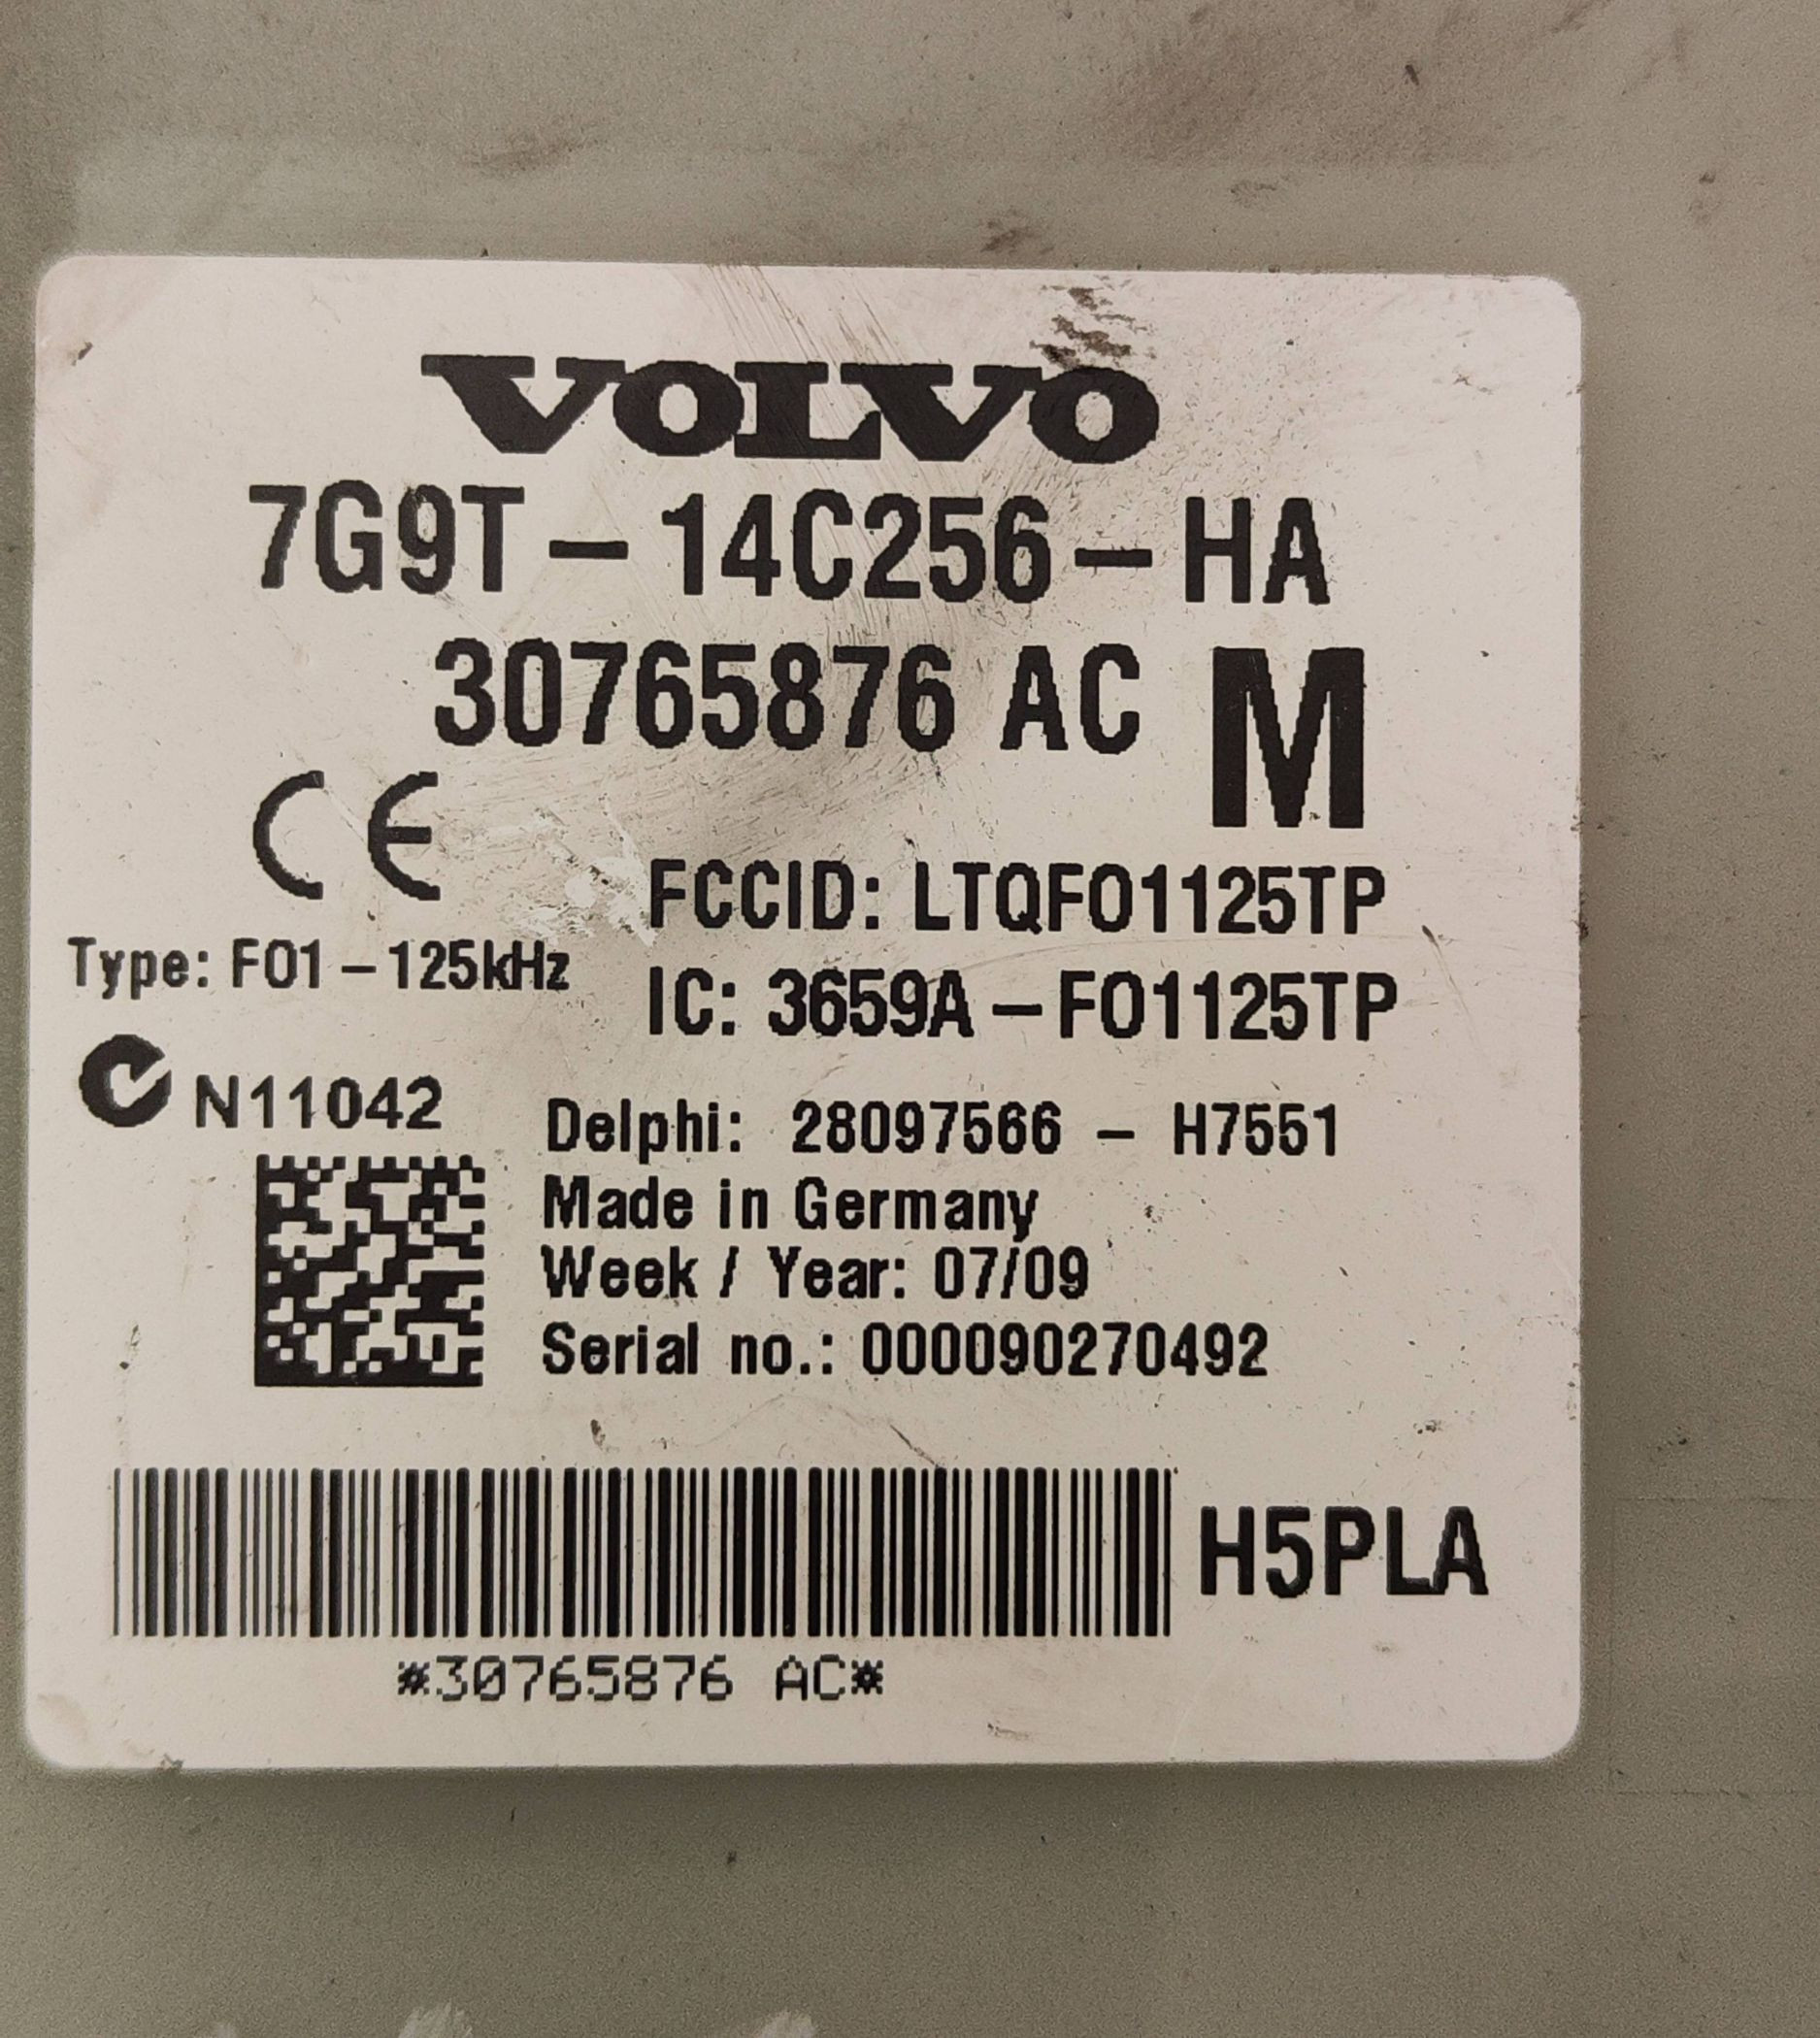 VOLVO
7G9T-14C256-HA
30765876 AC M
CE
FCCID: LTQFO1125TP
Type: FO1-125kHz
IC: 3659A-FO1125TP
N11042
Delphi: 28097566 - H7551
Made in Germany
Week / Year: 07/09
Serial no.: 000090270492
H5PLA
*30765876 AC*